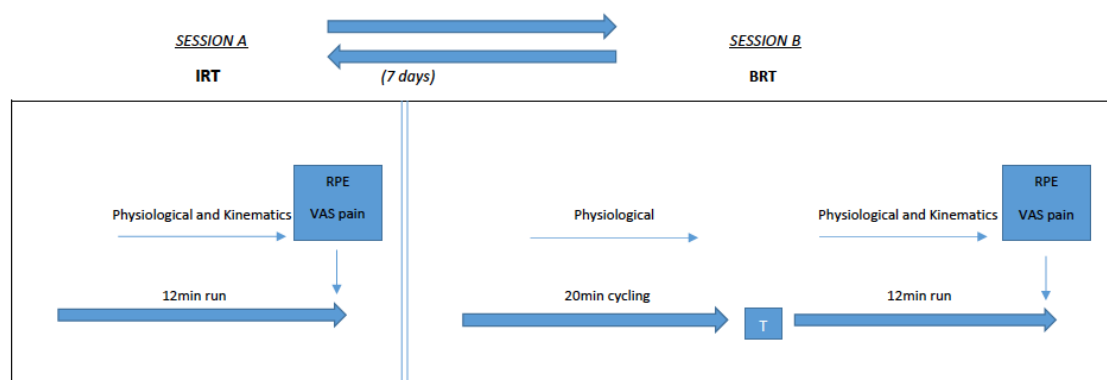 SESSION A
SESSION B
IRT
(7 days)
BRT
RPE
VAS pain
Physiological and Kinematics
12min run
Physiological
20min cycling
T
Physiological and Kinematics
RPE
VAS pain
12min run